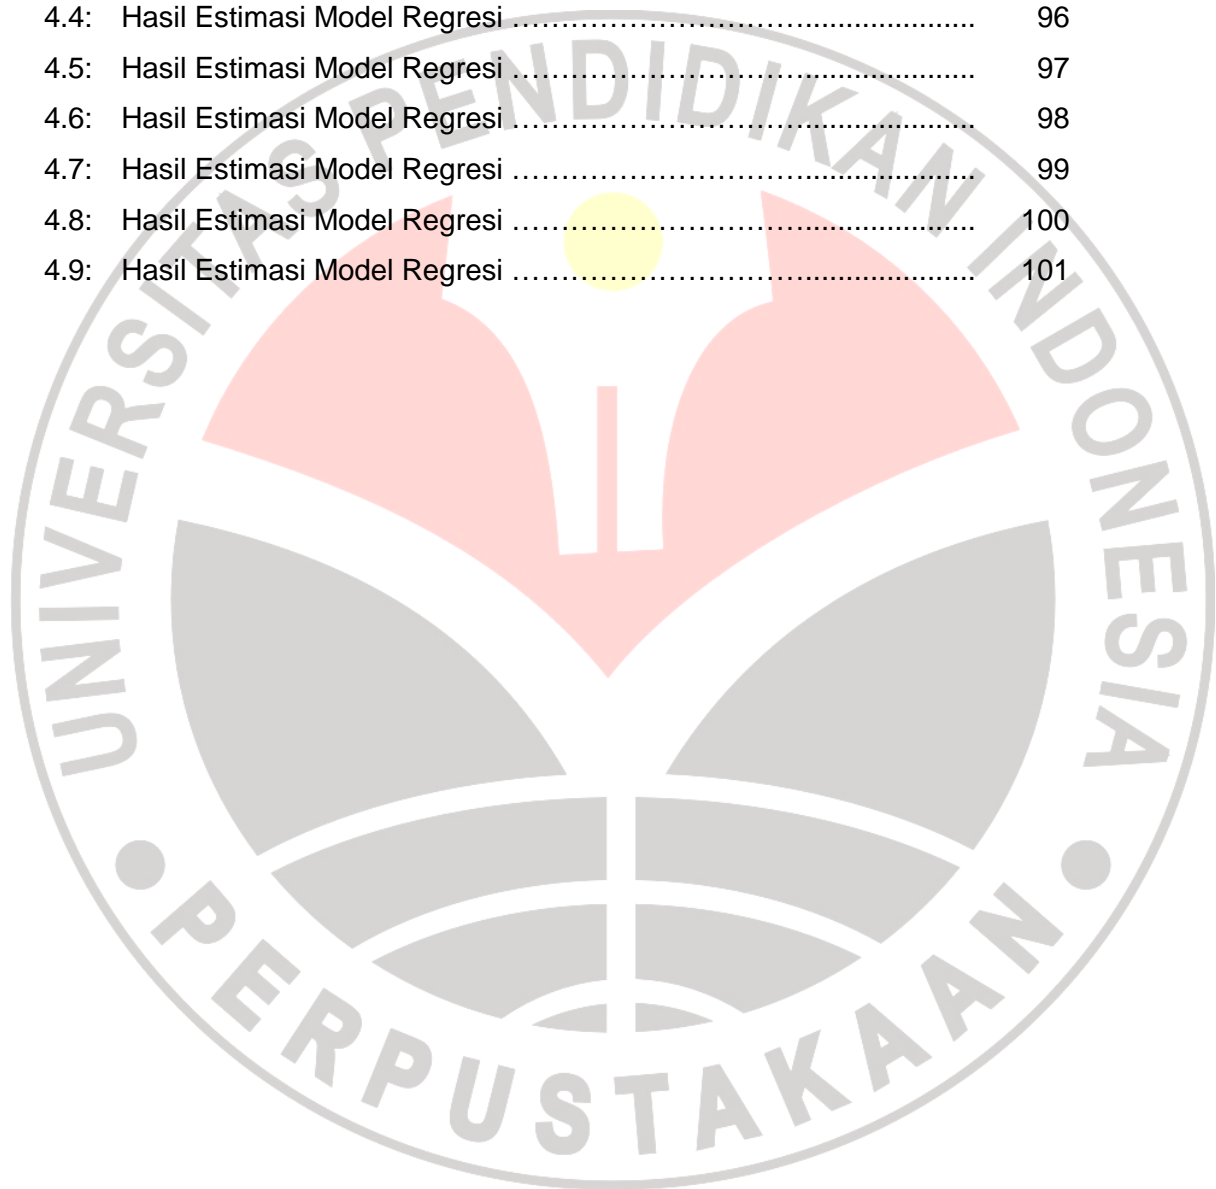 4.4: Hasil Estimasi Model Regresi ……………………………..................... 96
4.5: Hasil Estimasi Model Regresi ……………………………..................... 97
4.6: Hasil Estimasi Model Regresi ……………………………..................... 98
4.7: Hasil Estimasi Model Regresi ……………………………..................... 99
4.8: Hasil Estimasi Model Regresi ……………………………..................... 100
4.9: Hasil Estimasi Model Regresi ……………………………..................... 101
UNIVERSITAS PENDIDIKAN INDONESIA
PERPUSTAKAAN